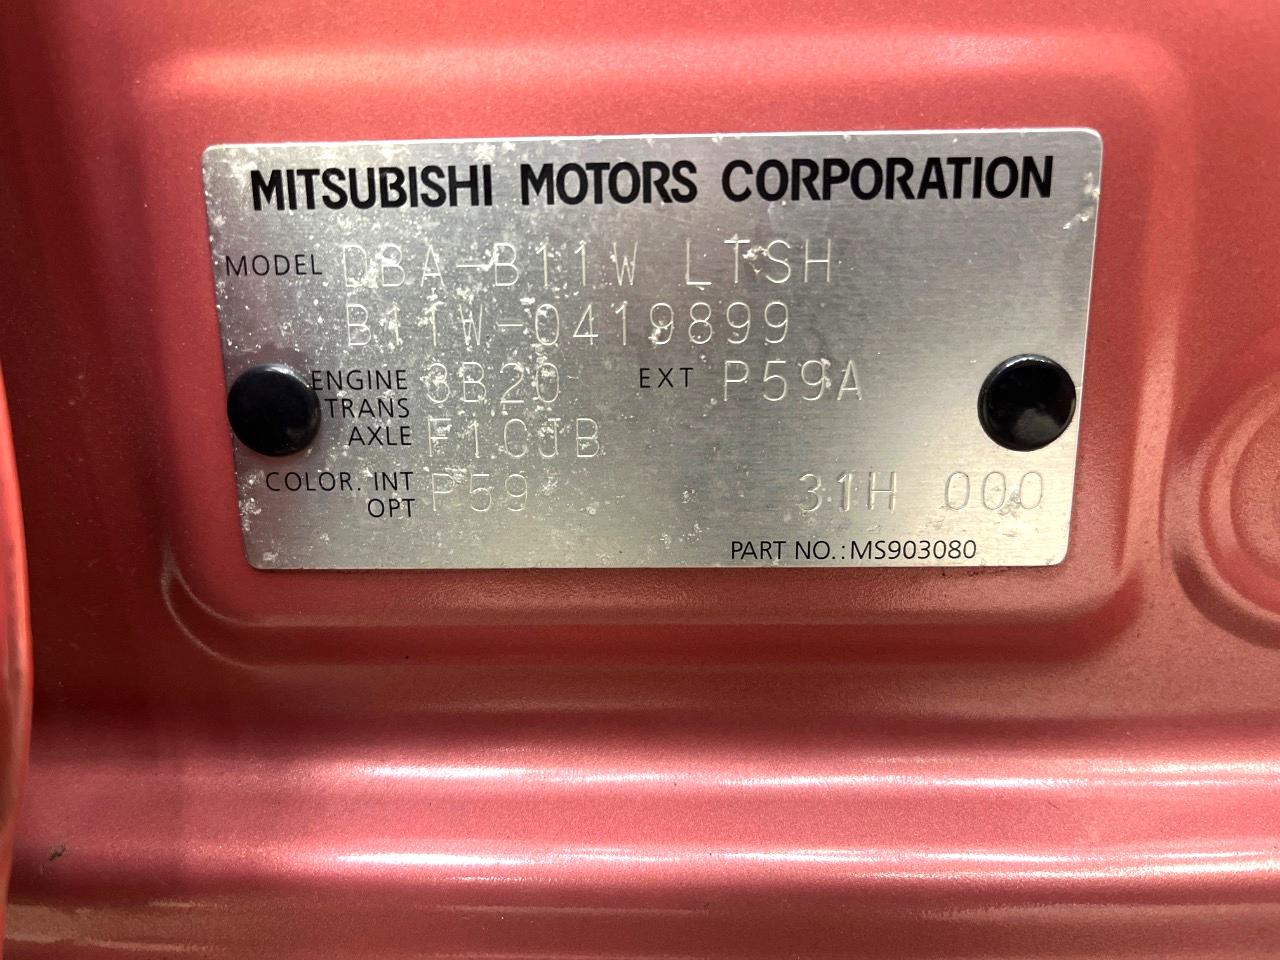 MITSUBISHI MOTORS CORPORATION
MODEL DBA-B11W LTSH
B11W-0419899
ENGINE 3B20 EXT P59A
TRANS
AXLE F1CJB
COLOR. INT P59 31H 000
OPT
PART NO.: MS903080